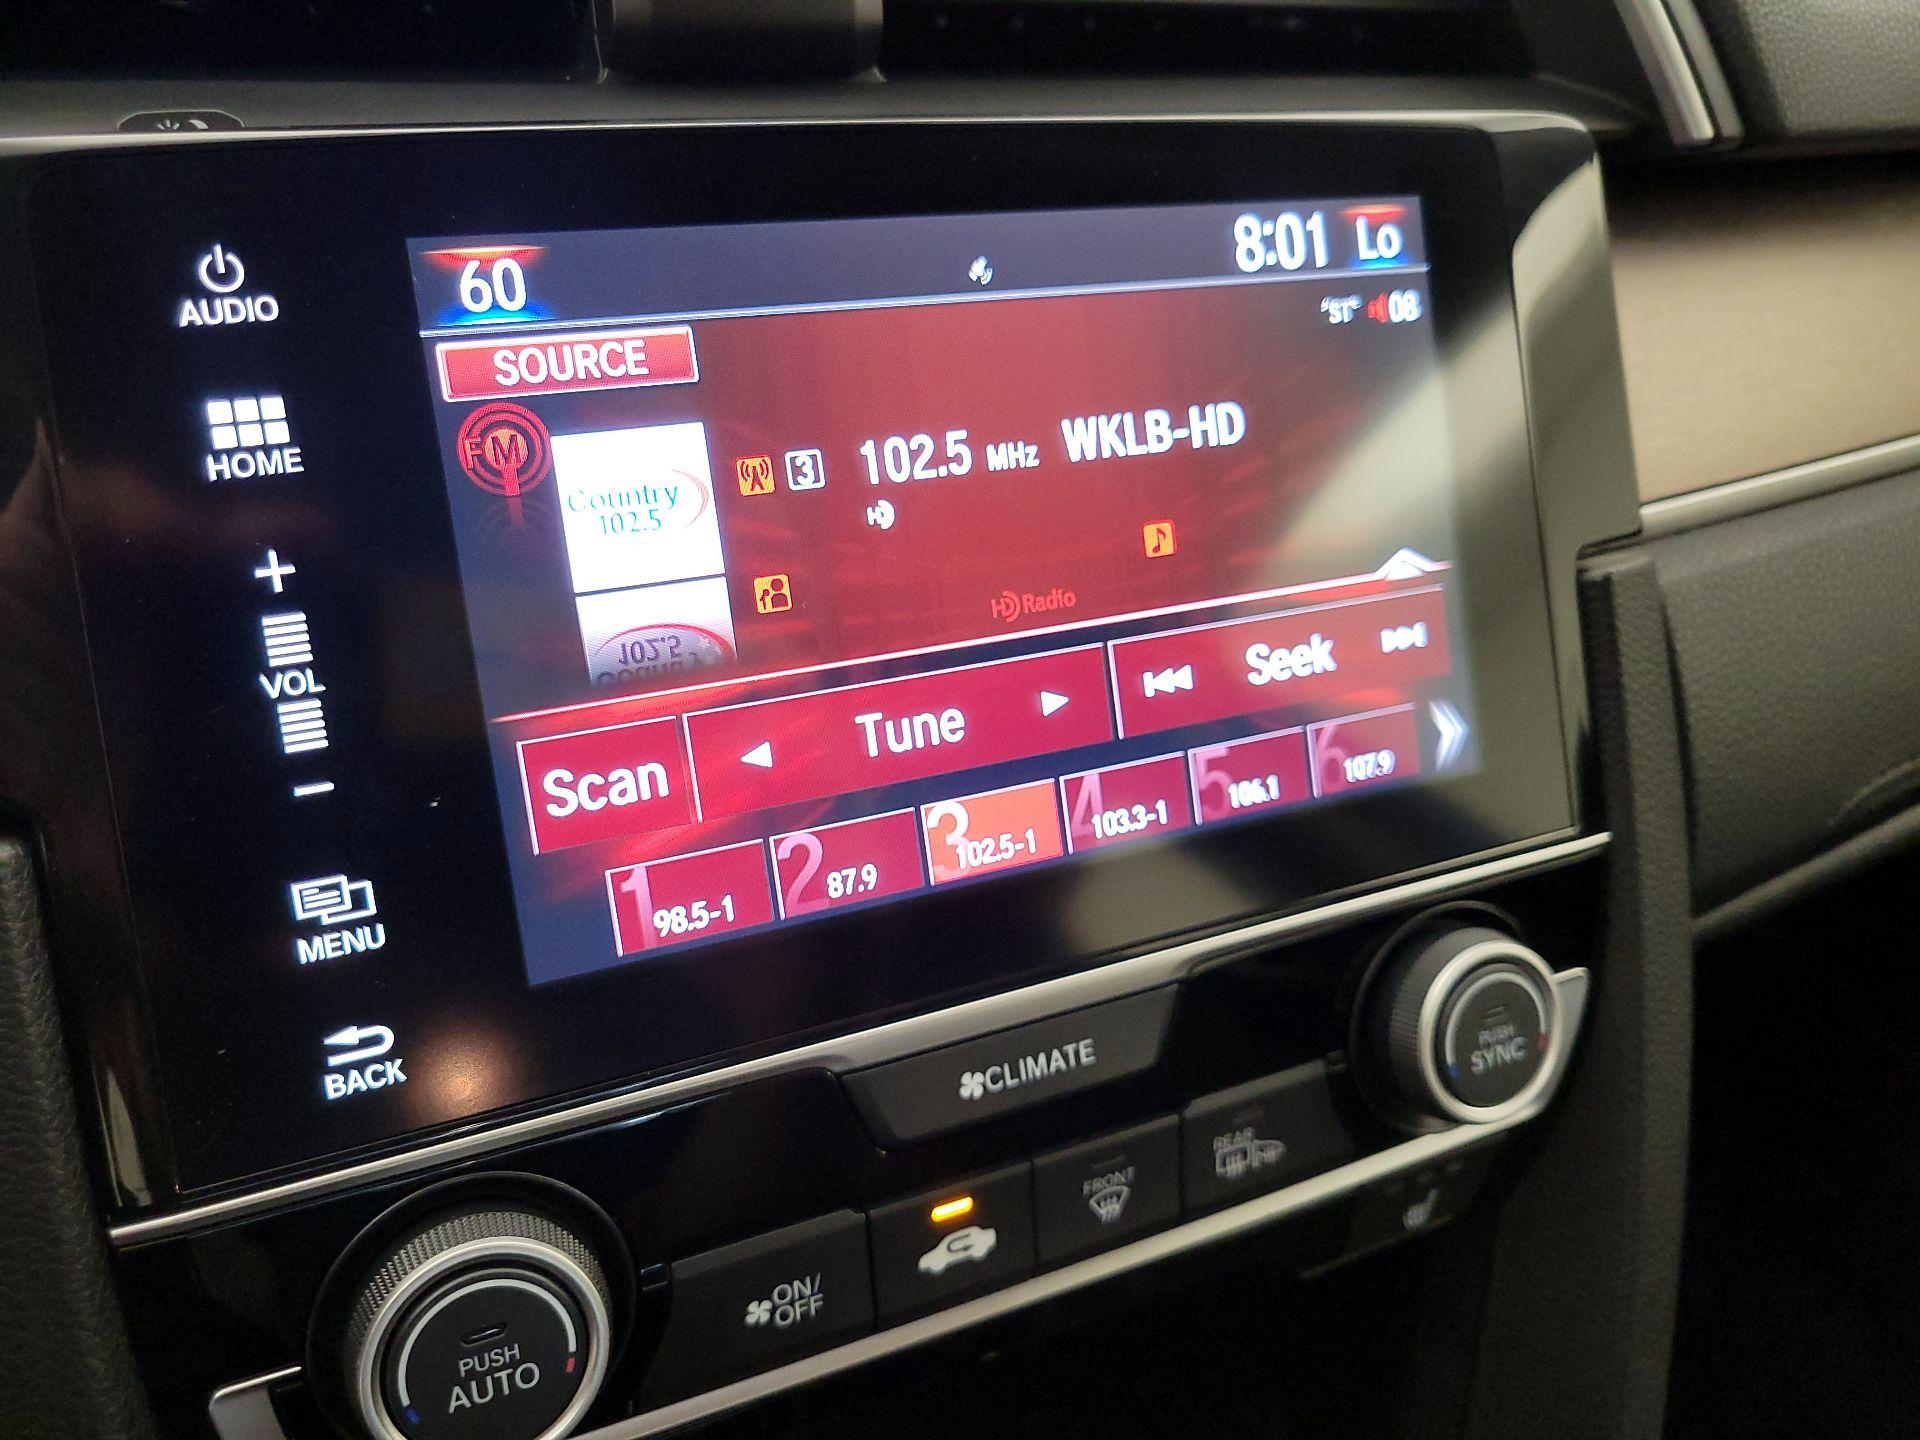 AUDIO
HOME
+
VOL
−
MENU
BACK
60
8:01
Lo
"ST"
08
SOURCE
FM
Country
102.5
3
102.5 MHz WKLB-HD
HD
HD Radio
102.5
Scan
Tune
Seek
1 98.5-1
2 87.9
3 102.5-1
4 103.3-1
5 106.1
6 107.9
CLIMATE
PUSH
SYNC
REAR
FRONT
ON/
OFF
PUSH
AUTO